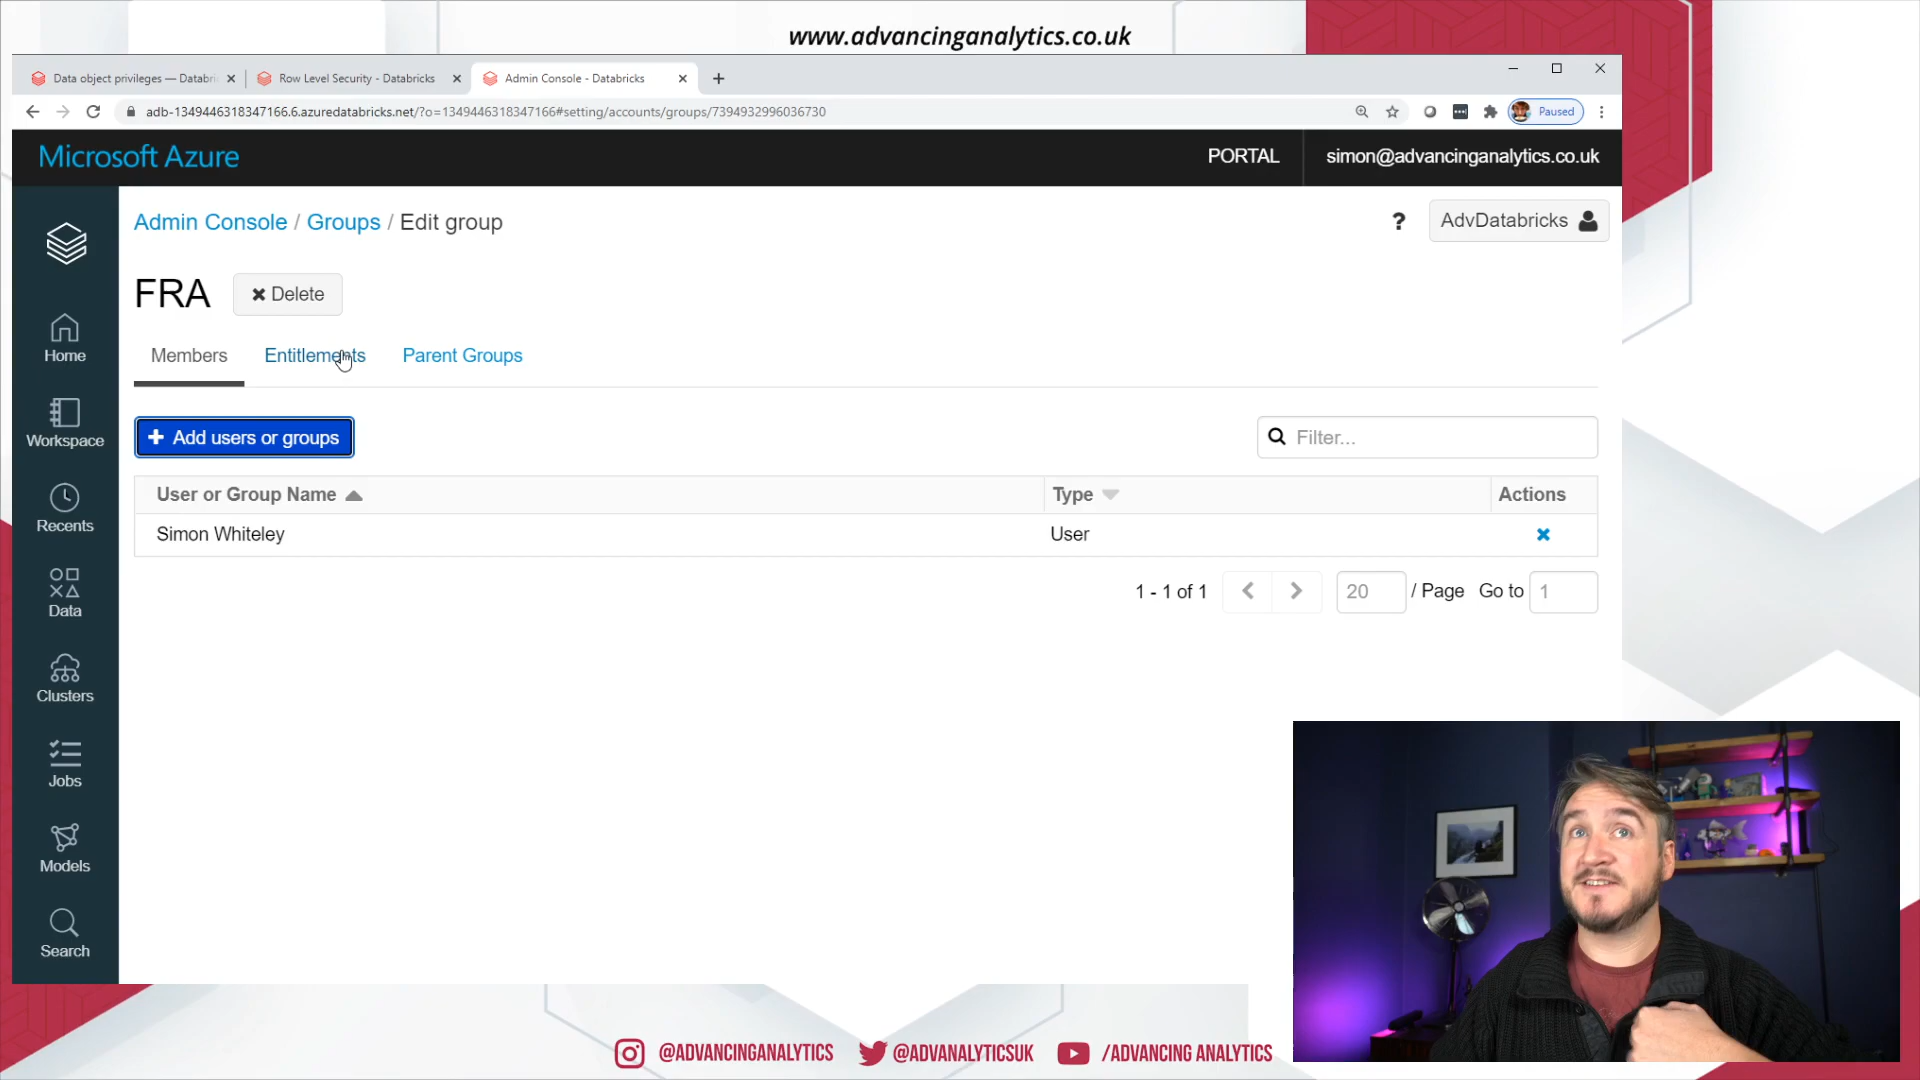 www.advancinganalytics.co.uk
Data object privileges — Databri
Row Level Security - Databricks
Admin Console - Databricks
adb-1349446318347166.6.azuredatabricks.net/?o=1349446318347166#setting/accounts/groups/7394932996036730
Paused
Microsoft Azure
PORTAL
simon@advancinganalytics.co.uk
Admin Console / Groups / Edit group
? AdvDatabricks
FRA
Delete
Members
Entitlements
Parent Groups
Home
Workspace
Recents
Data
Clusters
Jobs
Models
Search
+ Add users or groups
Filter...
User or Group Name
Type
Actions
Simon Whiteley
User
1 - 1 of 1
20 / Page
Go to 1
@ADVANCINGANALYTICS
@ADVANALYTICSUK
/ADVANCING ANALYTICS